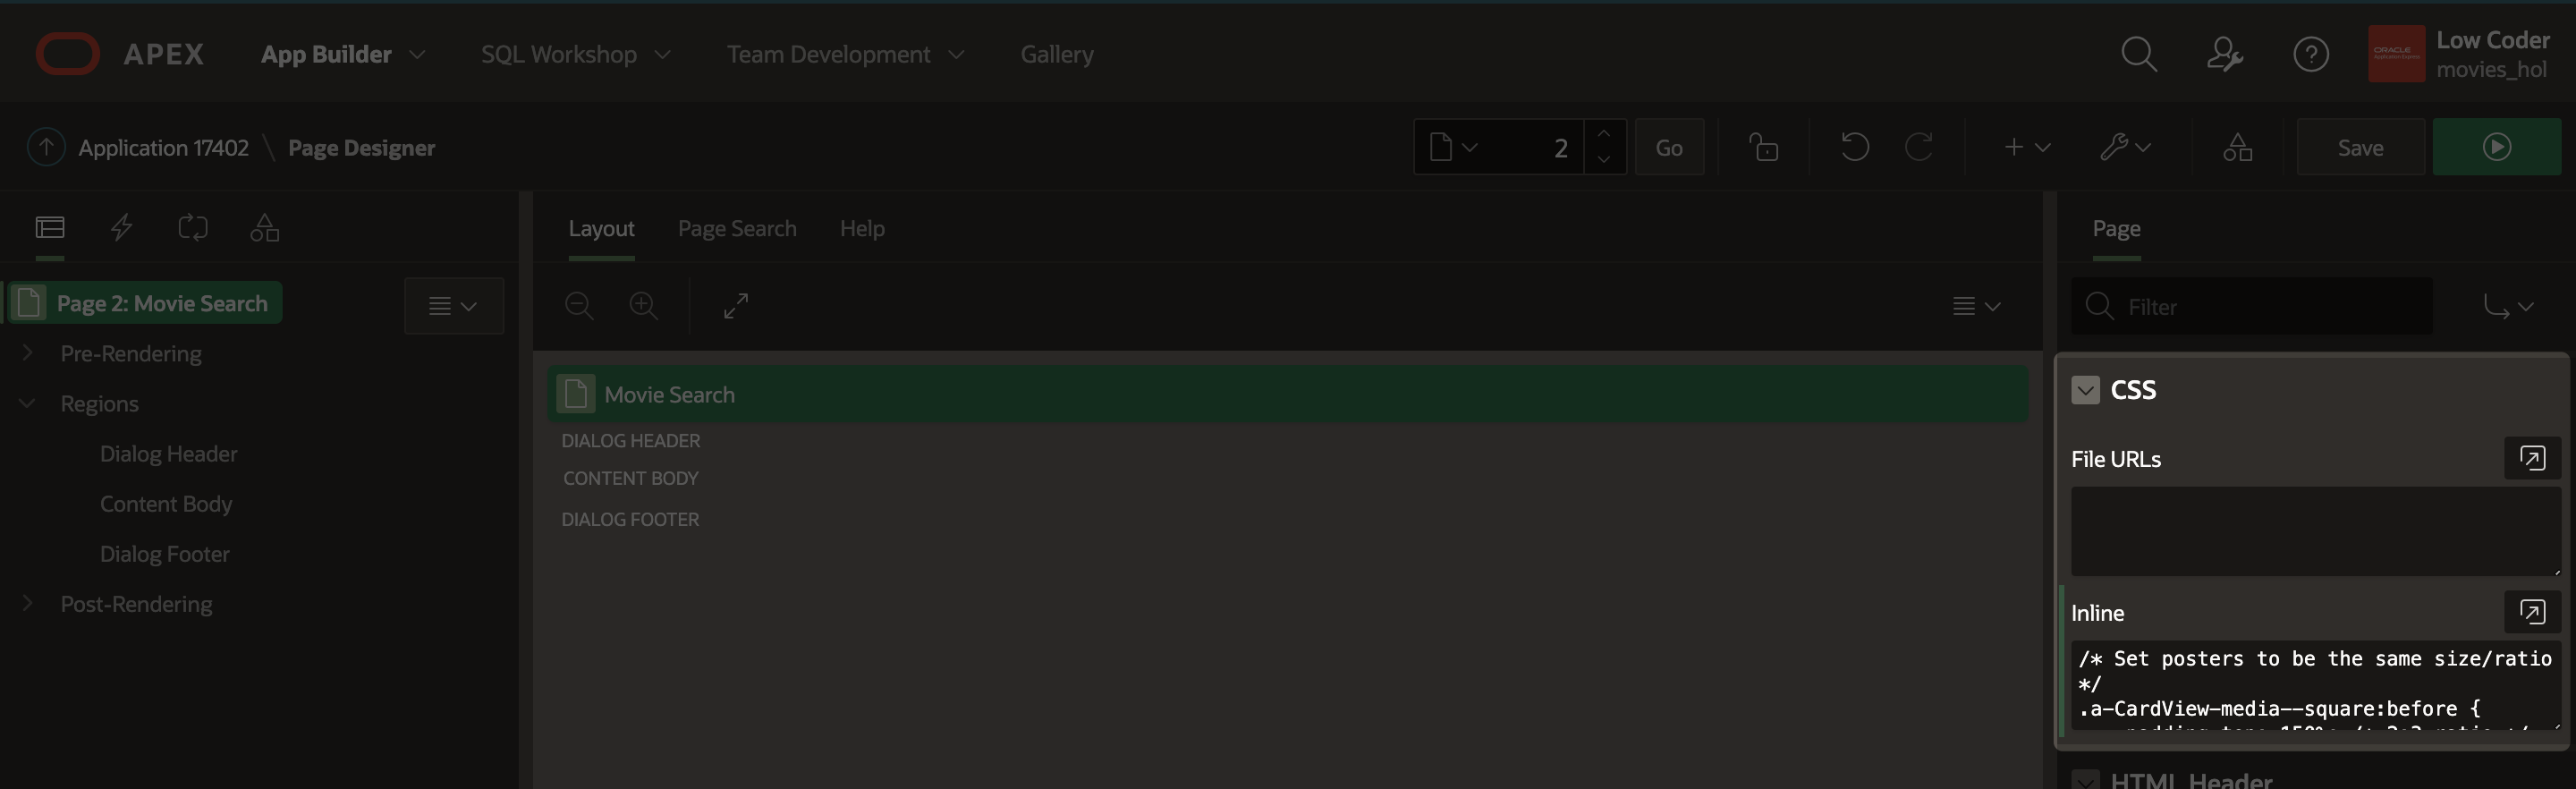 APEX
App Builder
SQL Workshop
Team Development
Gallery
ORACLE
Low Coder
movies_hol
Application 17402 \ Page Designer
2
Go
Save
Layout
Page Search
Help
Page
Page 2: Movie Search
Filter
Pre-Rendering
Regions
Dialog Header
Content Body
Dialog Footer
Post-Rendering
Movie Search
DIALOG HEADER
CONTENT BODY
DIALOG FOOTER
CSS
File URLs
Inline
/* Set posters to be the same size/ratio
*/
.a-CardView-media--square:before {
HTML Header